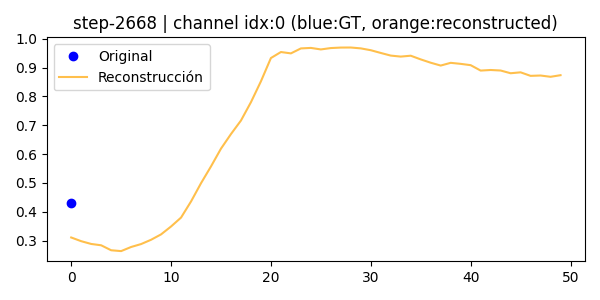 step-2668 | channel idx:0 (blue:GT, orange:reconstructed)
Original
Reconstrucción
1.0
0.9
0.8
0.7
0.6
0.5
0.4
0.3
0 10 20 30 40 50